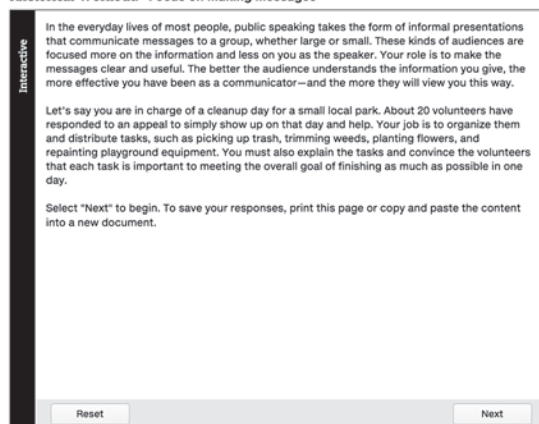 Focus on Making Messages
Interactive
In the everyday lives of most people, public speaking takes the form of informal presentations
that communicate messages to a group, whether large or small. These kinds of audiences are
focused more on the information and less on you as the speaker. Your role is to make the
messages clear and useful. The better the audience understands the information you give, the
more effective you have been as a communicator—and the more they will view you this way.
Let's say you are in charge of a cleanup day for a small local park. About 20 volunteers have
responded to an appeal to simply show up on that day and help. Your job is to organize them
and distribute tasks, such as picking up trash, trimming weeds, planting flowers, and
repainting playground equipment. You must also explain the tasks and convince the volunteers
that each task is important to meeting the overall goal of finishing as much as possible in one
day.
Select "Next" to begin. To save your responses, print this page or copy and paste the content
into a new document.
Reset
Next